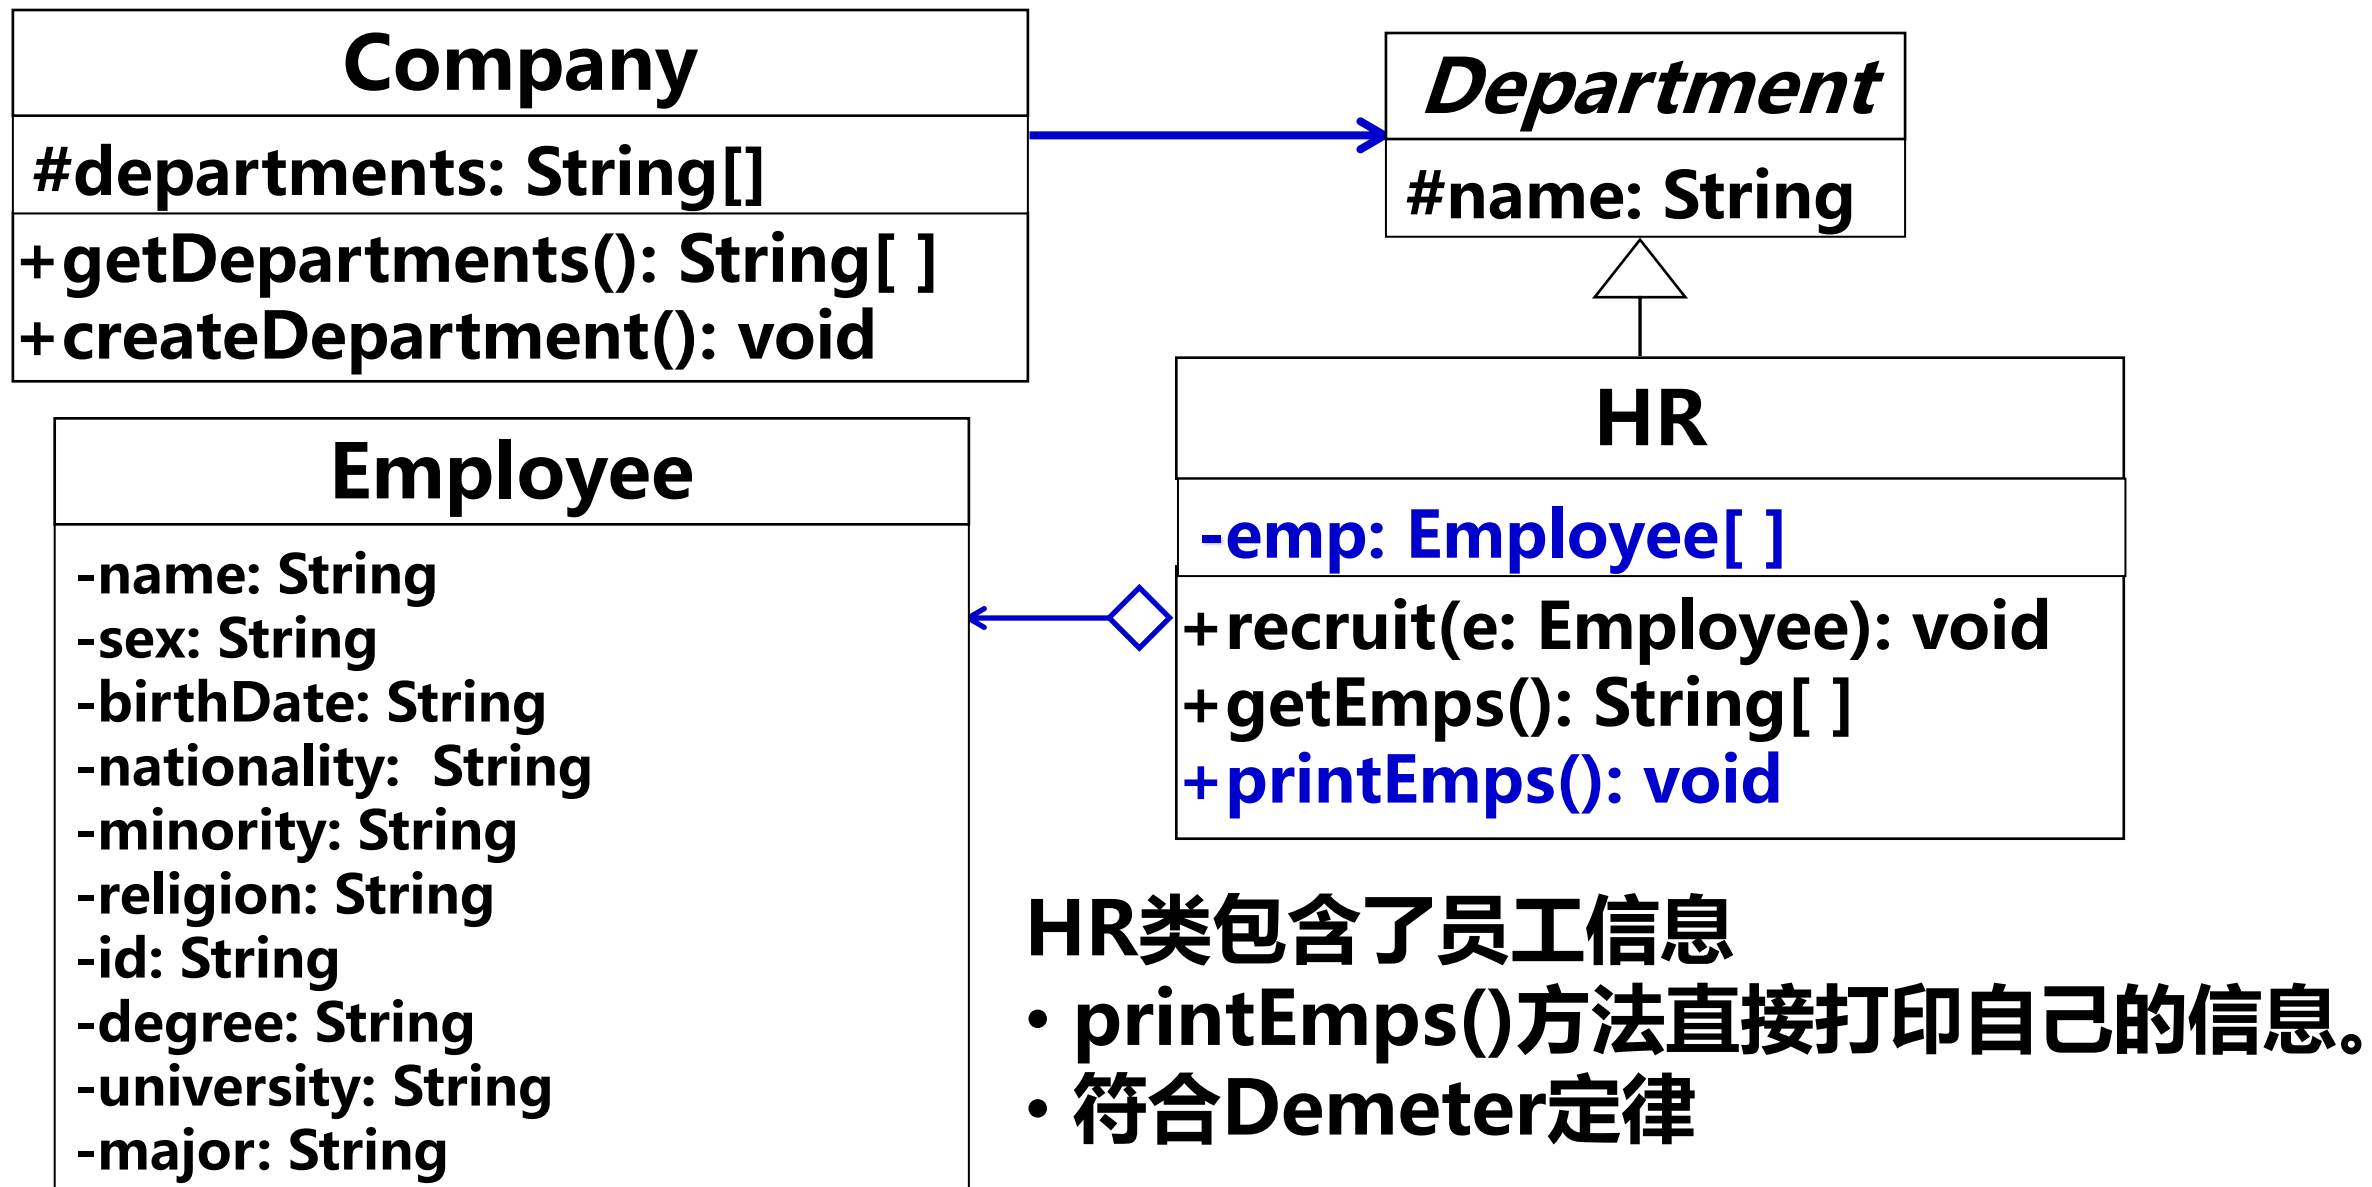 Company
#departments: String[]
+getDepartments(): String[ ]
+createDepartment(): void
Department
#name: String
HR
-emp: Employee[ ]
+recruit(e: Employee): void
+getEmps(): String[ ]
+printEmps(): void
Employee
-name: String
-sex: String
-birthDate: String
-nationality:  String
-minority: String
-religion: String
-id: String
-degree: String
-university: String
-major: String
HR类包含了员工信息
• printEmps()方法直接打印自己的信息。
• 符合Demeter定律